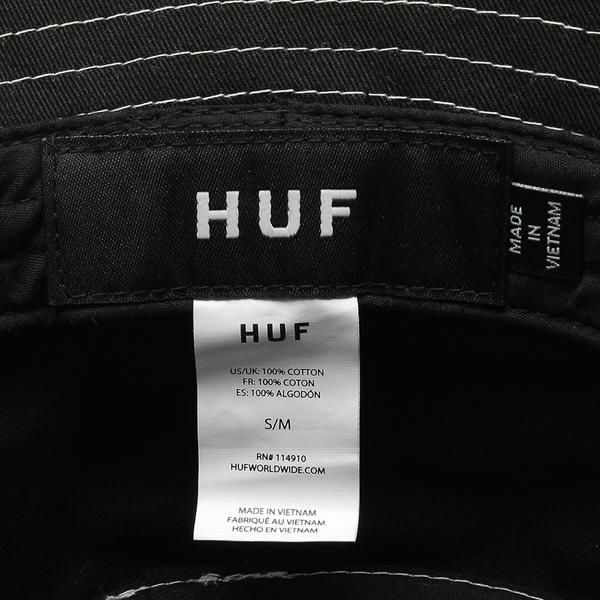 HUF
MADE
IN
VIETNAM
HUF
US/UK: 100% COTTON
FR: 100% COTON
ES: 100% ALGODÓN
S/M
RN# 114910
HUFWORLDWIDE.COM
MADE IN VIETNAM
FABRIQUÉ AU VIETNAM
HECHO EN VIETNAM